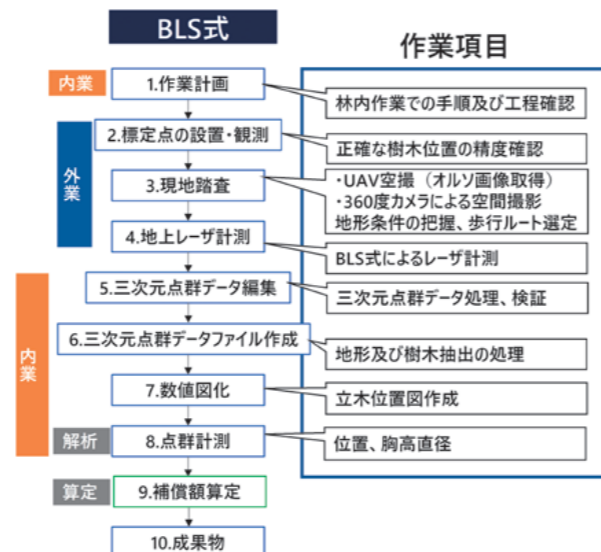 BLS式
作業項目
内業
1.作業計画
林内作業での手順及び工程確認
外業
2.標定点の設置・観測
正確な樹木位置の精度確認
3.現地踏査
・UAV空撮（オルソ画像取得）
・360度カメラによる空間撮影
地形条件の把握、歩行ルート選定
4.地上レーザ計測
BLS式によるレーザ計測
内業
5.三次元点群データ編集
三次元点群データ処理、検証
6.三次元点群データファイル作成
地形及び樹木抽出の処理
7.数値図化
立木位置図作成
解析
8.点群計測
位置、胸高直径
算定
9.補償額算定
10.成果物